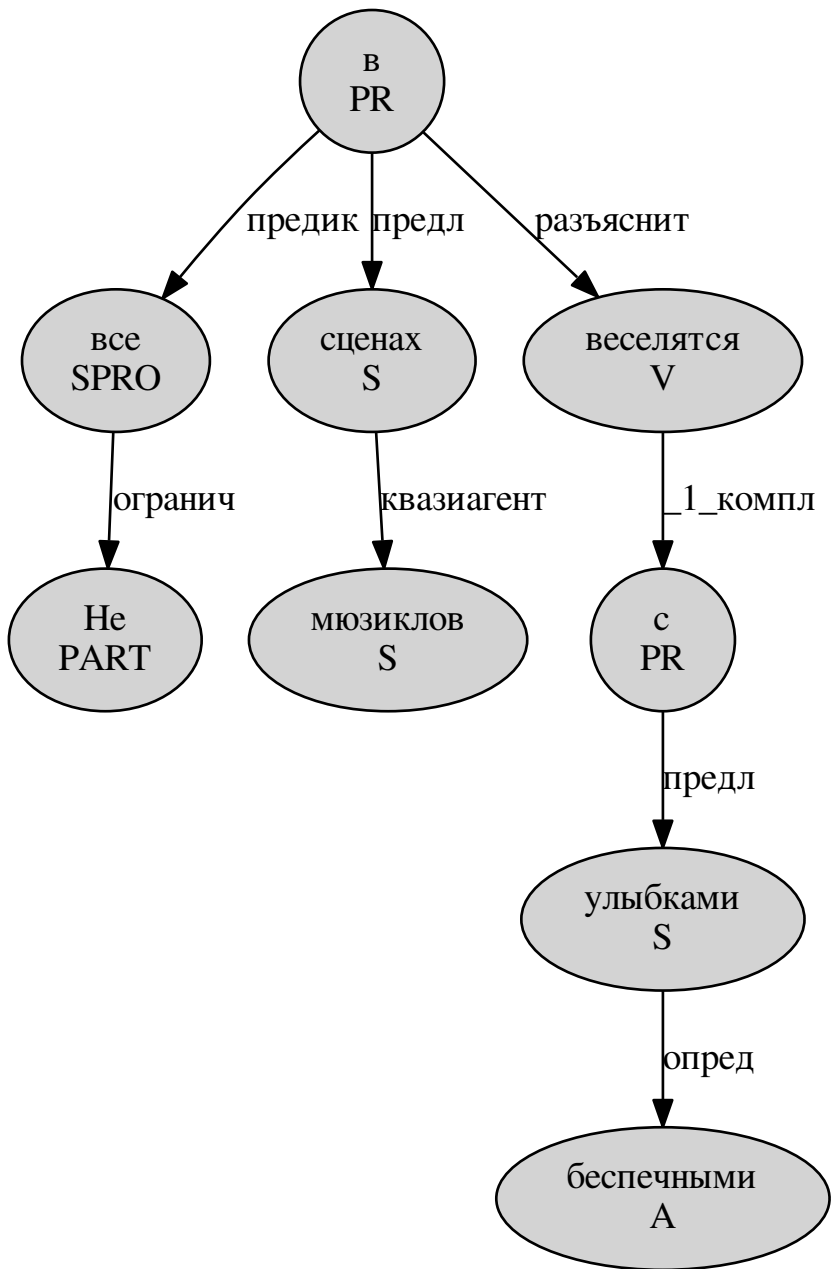 в
PR
предик
предл
разъяснит
все
SPRO
сценах
S
веселятся
V
огранич
квазиагент
_1_компл
Не
PART
мюзиклов
S
с
PR
предл
улыбками
S
опред
беспечными
A